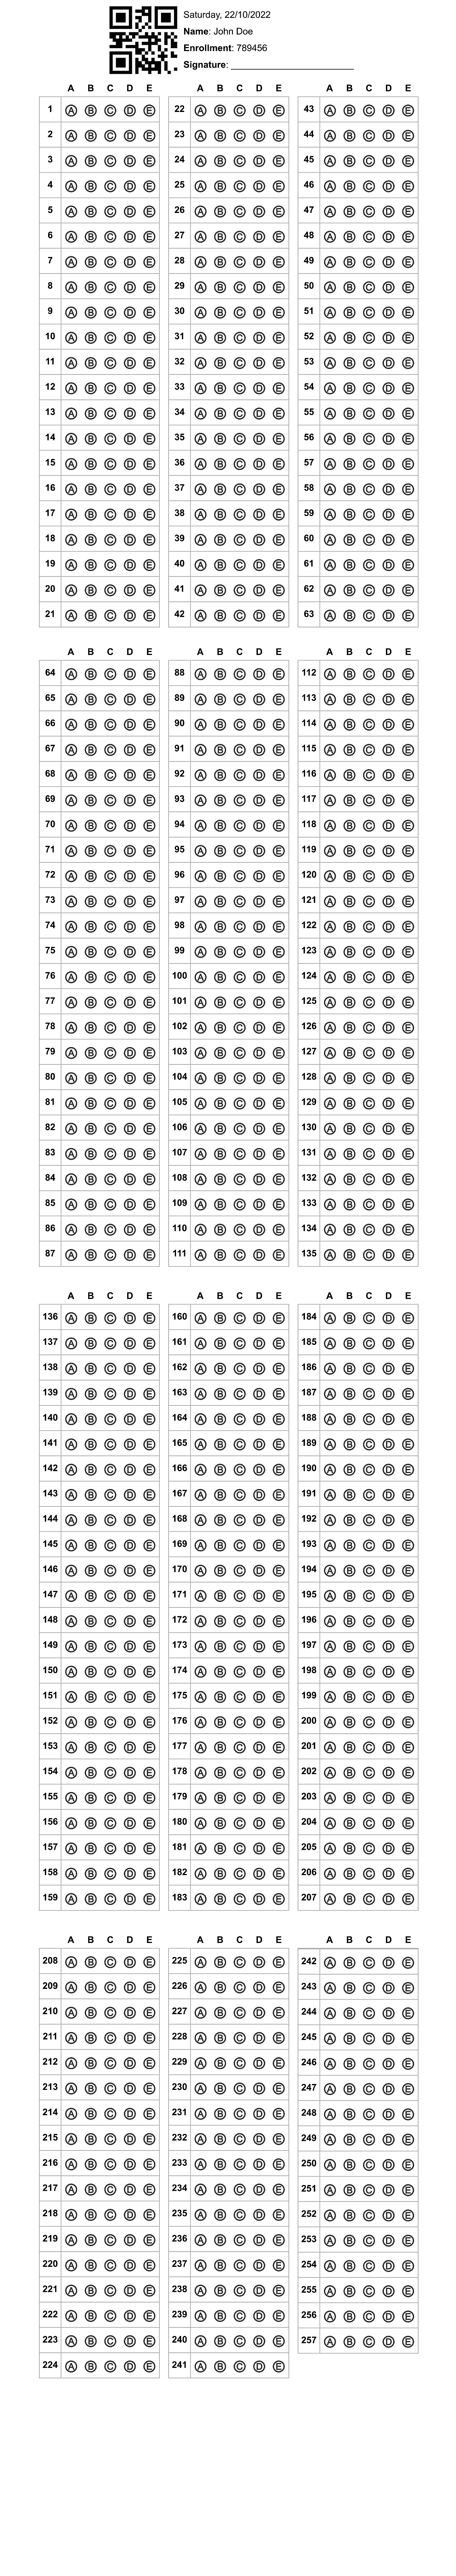 Saturday, 22/10/2022
Name: John Doe
Enrollment: 789456
Signature: ________________________
A B C D E A B C D E A B C D E
1 A B C D E 22 A B C D E 43 A B C D E
2 A B C D E 23 A B C D E 44 A B C D E
3 A B C D E 24 A B C D E 45 A B C D E
4 A B C D E 25 A B C D E 46 A B C D E
5 A B C D E 26 A B C D E 47 A B C D E
6 A B C D E 27 A B C D E 48 A B C D E
7 A B C D E 28 A B C D E 49 A B C D E
8 A B C D E 29 A B C D E 50 A B C D E
9 A B C D E 30 A B C D E 51 A B C D E
10 A B C D E 31 A B C D E 52 A B C D E
11 A B C D E 32 A B C D E 53 A B C D E
12 A B C D E 33 A B C D E 54 A B C D E
13 A B C D E 34 A B C D E 55 A B C D E
14 A B C D E 35 A B C D E 56 A B C D E
15 A B C D E 36 A B C D E 57 A B C D E
16 A B C D E 37 A B C D E 58 A B C D E
17 A B C D E 38 A B C D E 59 A B C D E
18 A B C D E 39 A B C D E 60 A B C D E
19 A B C D E 40 A B C D E 61 A B C D E
20 A B C D E 41 A B C D E 62 A B C D E
21 A B C D E 42 A B C D E 63 A B C D E
A B C D E A B C D E A B C D E
64 A B C D E 88 A B C D E 112 A B C D E
65 A B C D E 89 A B C D E 113 A B C D E
66 A B C D E 90 A B C D E 114 A B C D E
67 A B C D E 91 A B C D E 115 A B C D E
68 A B C D E 92 A B C D E 116 A B C D E
69 A B C D E 93 A B C D E 117 A B C D E
70 A B C D E 94 A B C D E 118 A B C D E
71 A B C D E 95 A B C D E 119 A B C D E
72 A B C D E 96 A B C D E 120 A B C D E
73 A B C D E 97 A B C D E 121 A B C D E
74 A B C D E 98 A B C D E 122 A B C D E
75 A B C D E 99 A B C D E 123 A B C D E
76 A B C D E 100 A B C D E 124 A B C D E
77 A B C D E 101 A B C D E 125 A B C D E
78 A B C D E 102 A B C D E 126 A B C D E
79 A B C D E 103 A B C D E 127 A B C D E
80 A B C D E 104 A B C D E 128 A B C D E
81 A B C D E 105 A B C D E 129 A B C D E
82 A B C D E 106 A B C D E 130 A B C D E
83 A B C D E 107 A B C D E 131 A B C D E
84 A B C D E 108 A B C D E 132 A B C D E
85 A B C D E 109 A B C D E 133 A B C D E
86 A B C D E 110 A B C D E 134 A B C D E
87 A B C D E 111 A B C D E 135 A B C D E
A B C D E A B C D E A B C D E
136 A B C D E 160 A B C D E 184 A B C D E
137 A B C D E 161 A B C D E 185 A B C D E
138 A B C D E 162 A B C D E 186 A B C D E
139 A B C D E 163 A B C D E 187 A B C D E
140 A B C D E 164 A B C D E 188 A B C D E
141 A B C D E 165 A B C D E 189 A B C D E
142 A B C D E 166 A B C D E 190 A B C D E
143 A B C D E 167 A B C D E 191 A B C D E
144 A B C D E 168 A B C D E 192 A B C D E
145 A B C D E 169 A B C D E 193 A B C D E
146 A B C D E 170 A B C D E 194 A B C D E
147 A B C D E 171 A B C D E 195 A B C D E
148 A B C D E 172 A B C D E 196 A B C D E
149 A B C D E 173 A B C D E 197 A B C D E
150 A B C D E 174 A B C D E 198 A B C D E
151 A B C D E 175 A B C D E 199 A B C D E
152 A B C D E 176 A B C D E 200 A B C D E
153 A B C D E 177 A B C D E 201 A B C D E
154 A B C D E 178 A B C D E 202 A B C D E
155 A B C D E 179 A B C D E 203 A B C D E
156 A B C D E 180 A B C D E 204 A B C D E
157 A B C D E 181 A B C D E 205 A B C D E
158 A B C D E 182 A B C D E 206 A B C D E
159 A B C D E 183 A B C D E 207 A B C D E
A B C D E A B C D E A B C D E
208 A B C D E 225 A B C D E 242 A B C D E
209 A B C D E 226 A B C D E 243 A B C D E
210 A B C D E 227 A B C D E 244 A B C D E
211 A B C D E 228 A B C D E 245 A B C D E
212 A B C D E 229 A B C D E 246 A B C D E
213 A B C D E 230 A B C D E 247 A B C D E
214 A B C D E 231 A B C D E 248 A B C D E
215 A B C D E 232 A B C D E 249 A B C D E
216 A B C D E 233 A B C D E 250 A B C D E
217 A B C D E 234 A B C D E 251 A B C D E
218 A B C D E 235 A B C D E 252 A B C D E
219 A B C D E 236 A B C D E 253 A B C D E
220 A B C D E 237 A B C D E 254 A B C D E
221 A B C D E 238 A B C D E 255 A B C D E
222 A B C D E 239 A B C D E 256 A B C D E
223 A B C D E 240 A B C D E 257 A B C D E
224 A B C D E 241 A B C D E